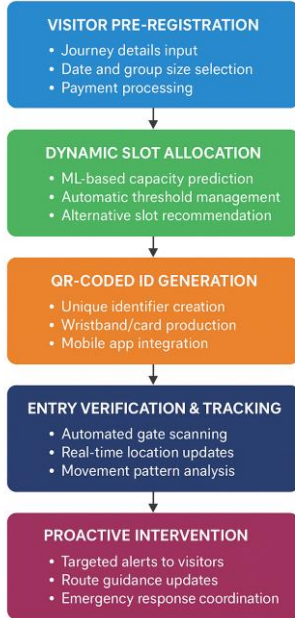 VISITOR PRE-REGISTRATION
• Journey details input
• Date and group size selection
• Payment processing
DYNAMIC SLOT ALLOCATION
• ML-based capacity prediction
• Automatic threshold management
• Alternative slot recommendation
QR-CODED ID GENERATION
• Unique identifier creation
• Wristband/card production
• Mobile app integration
ENTRY VERIFICATION & TRACKING
• Automated gate scanning
• Real-time location updates
• Movement pattern analysis
PROACTIVE INTERVENTION
• Targeted alerts to visitors
• Route guidance updates
• Emergency response coordination